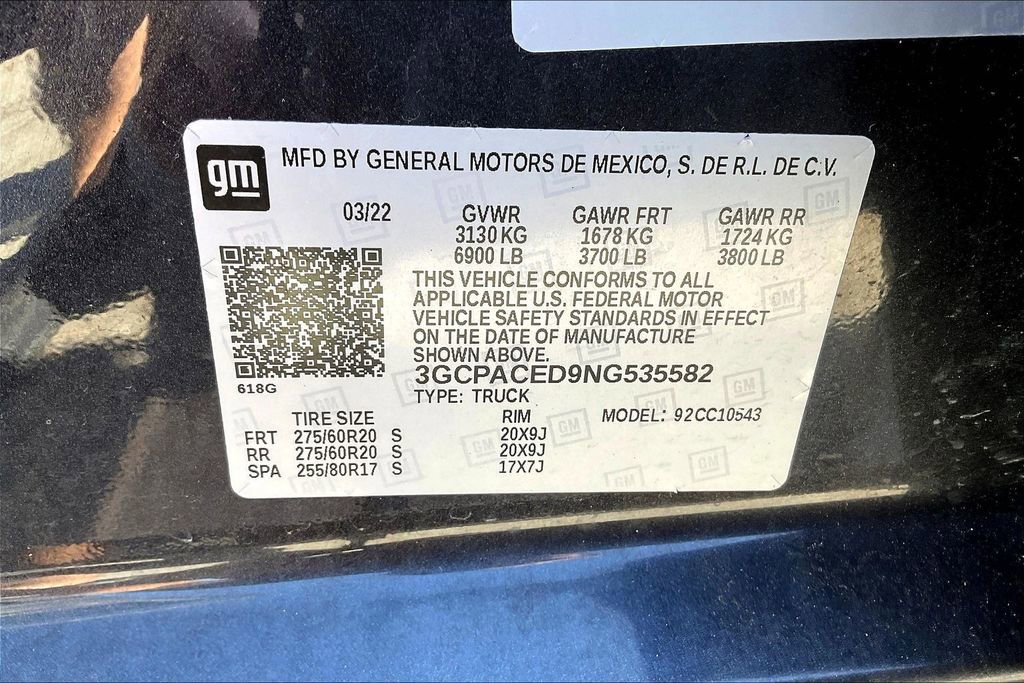 gm MFD BY GENERAL MOTORS DE MEXICO, S. DE R.L. DE C.V.
03/22 GVWR GAWR FRT GAWR RR
3130 KG 1678 KG 1724 KG
6900 LB 3700 LB 3800 LB
THIS VEHICLE CONFORMS TO ALL
APPLICABLE U.S. FEDERAL MOTOR
VEHICLE SAFETY STANDARDS IN EFFECT
ON THE DATE OF MANUFACTURE
SHOWN ABOVE.
3GCPACED9NG535582
618G
TYPE: TRUCK
TIRE SIZE RIM MODEL: 92CC10543
FRT 275/60R20 S 20X9J
RR 275/60R20 S 20X9J
SPA 255/80R17 S 17X7J